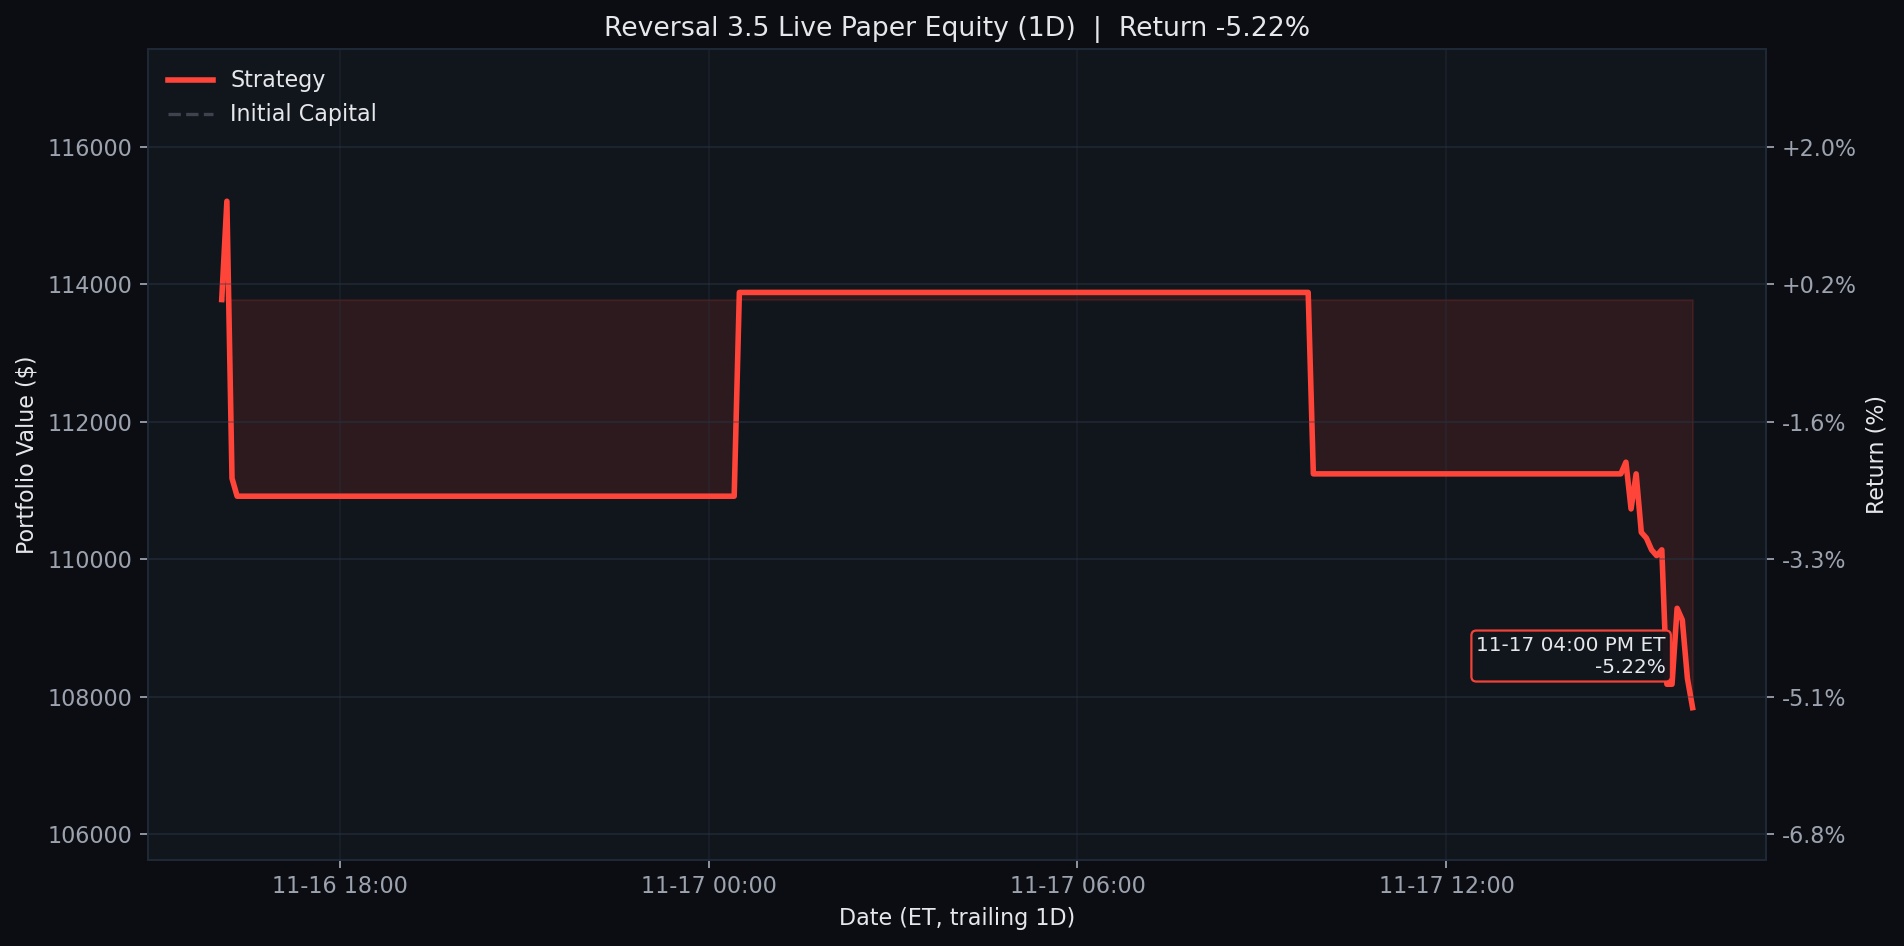 Reversal 3.5 Live Paper Equity (1D)  |  Return -5.22%
Strategy
Initial Capital
116000
114000
112000
110000
108000
106000
Portfolio Value ($)
+2.0%
+0.2%
-1.6%
-3.3%
-5.1%
-6.8%
Return (%)
11-17 04:00 PM ET
-5.22%
11-16 18:00
11-17 00:00
11-17 06:00
11-17 12:00
Date (ET, trailing 1D)